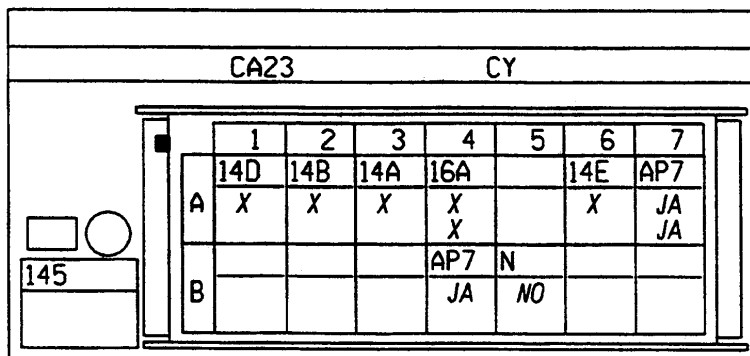 CA23 CY
1 2 3 4 5 6 7
14D 14B 14A 16A 14E AP7
A X X X X X JA
X JA
AP7 N
145
B JA NO